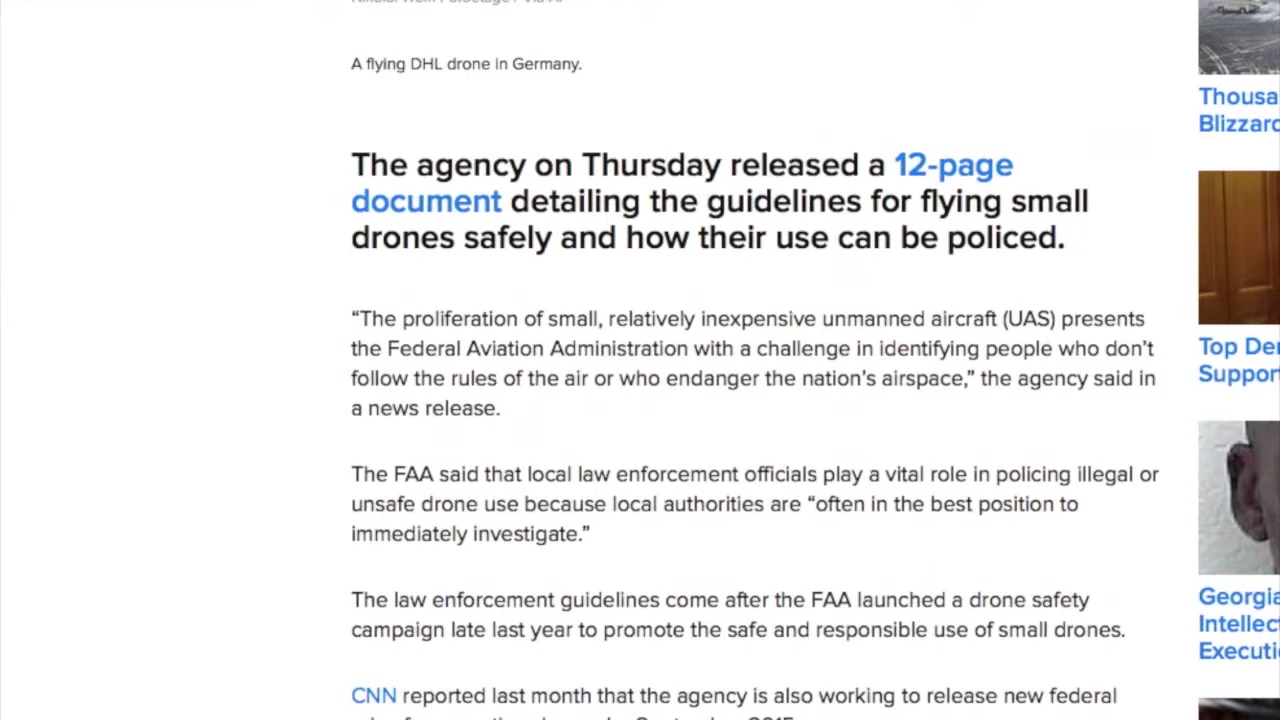 A flying DHL drone in Germany.
The agency on Thursday released a 12-page
document detailing the guidelines for flying small
drones safely and how their use can be policed.
“The proliferation of small, relatively inexpensive unmanned aircraft (UAS) presents
the Federal Aviation Administration with a challenge in identifying people who don’t
follow the rules of the air or who endanger the nation’s airspace,” the agency said in
a news release.
The FAA said that local law enforcement officials play a vital role in policing illegal or
unsafe drone use because local authorities are “often in the best position to
immediately investigate.”
The law enforcement guidelines come after the FAA launched a drone safety
campaign late last year to promote the safe and responsible use of small drones.
CNN reported last month that the agency is also working to release new federal
Thousa
Blizzard
Top De
Suppor
Georgia
Intellec
Executi